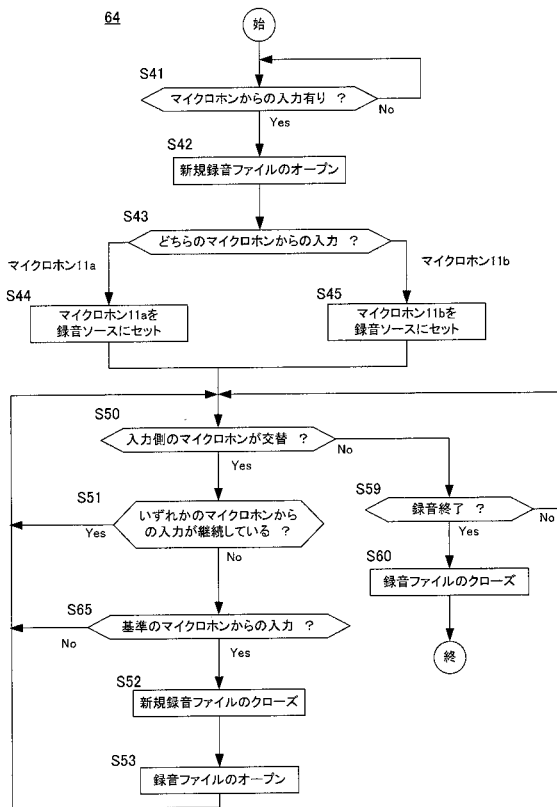 64
始
S41
マイクロホンからの入力有り ?
No
Yes
S42
新規録音ファイルのオープン
S43
どちらのマイクロホンからの入力 ?
マイクロホン11a
マイクロホン11b
S44
マイクロホン11aを
録音ソースにセット
S45
マイクロホン11bを
録音ソースにセット
S50
入力側のマイクロホンが交替 ?
No
Yes
S51
いずれかのマイクロホンから
の入力が継続している ?
Yes
No
S59
録音終了 ?
No
Yes
S60
録音ファイルのクローズ
終
S65
基準のマイクロホンからの入力 ?
No
Yes
S52
新規録音ファイルのクローズ
S53
録音ファイルのオープン